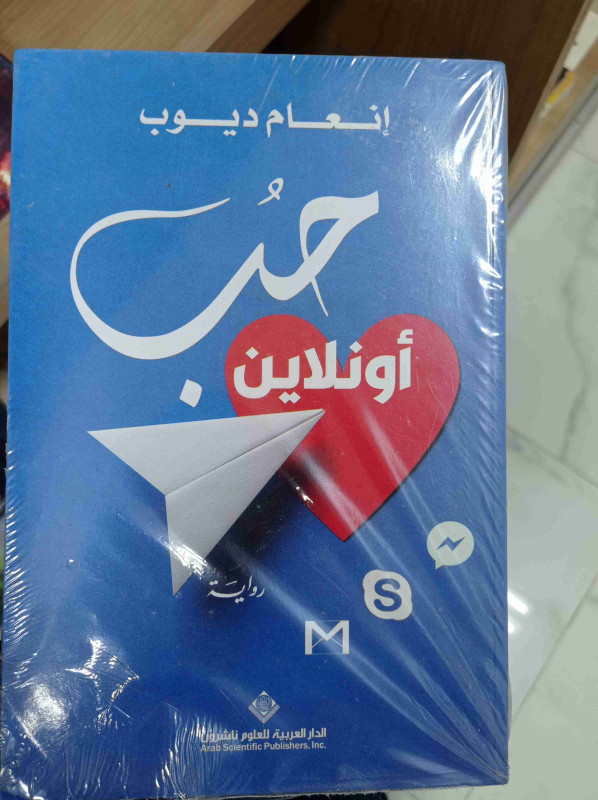 إنعام ديوب
حُب
أونلاين
رواية
الدار العربية للعلوم ناشرون
Arab Scientific Publishers, Inc.